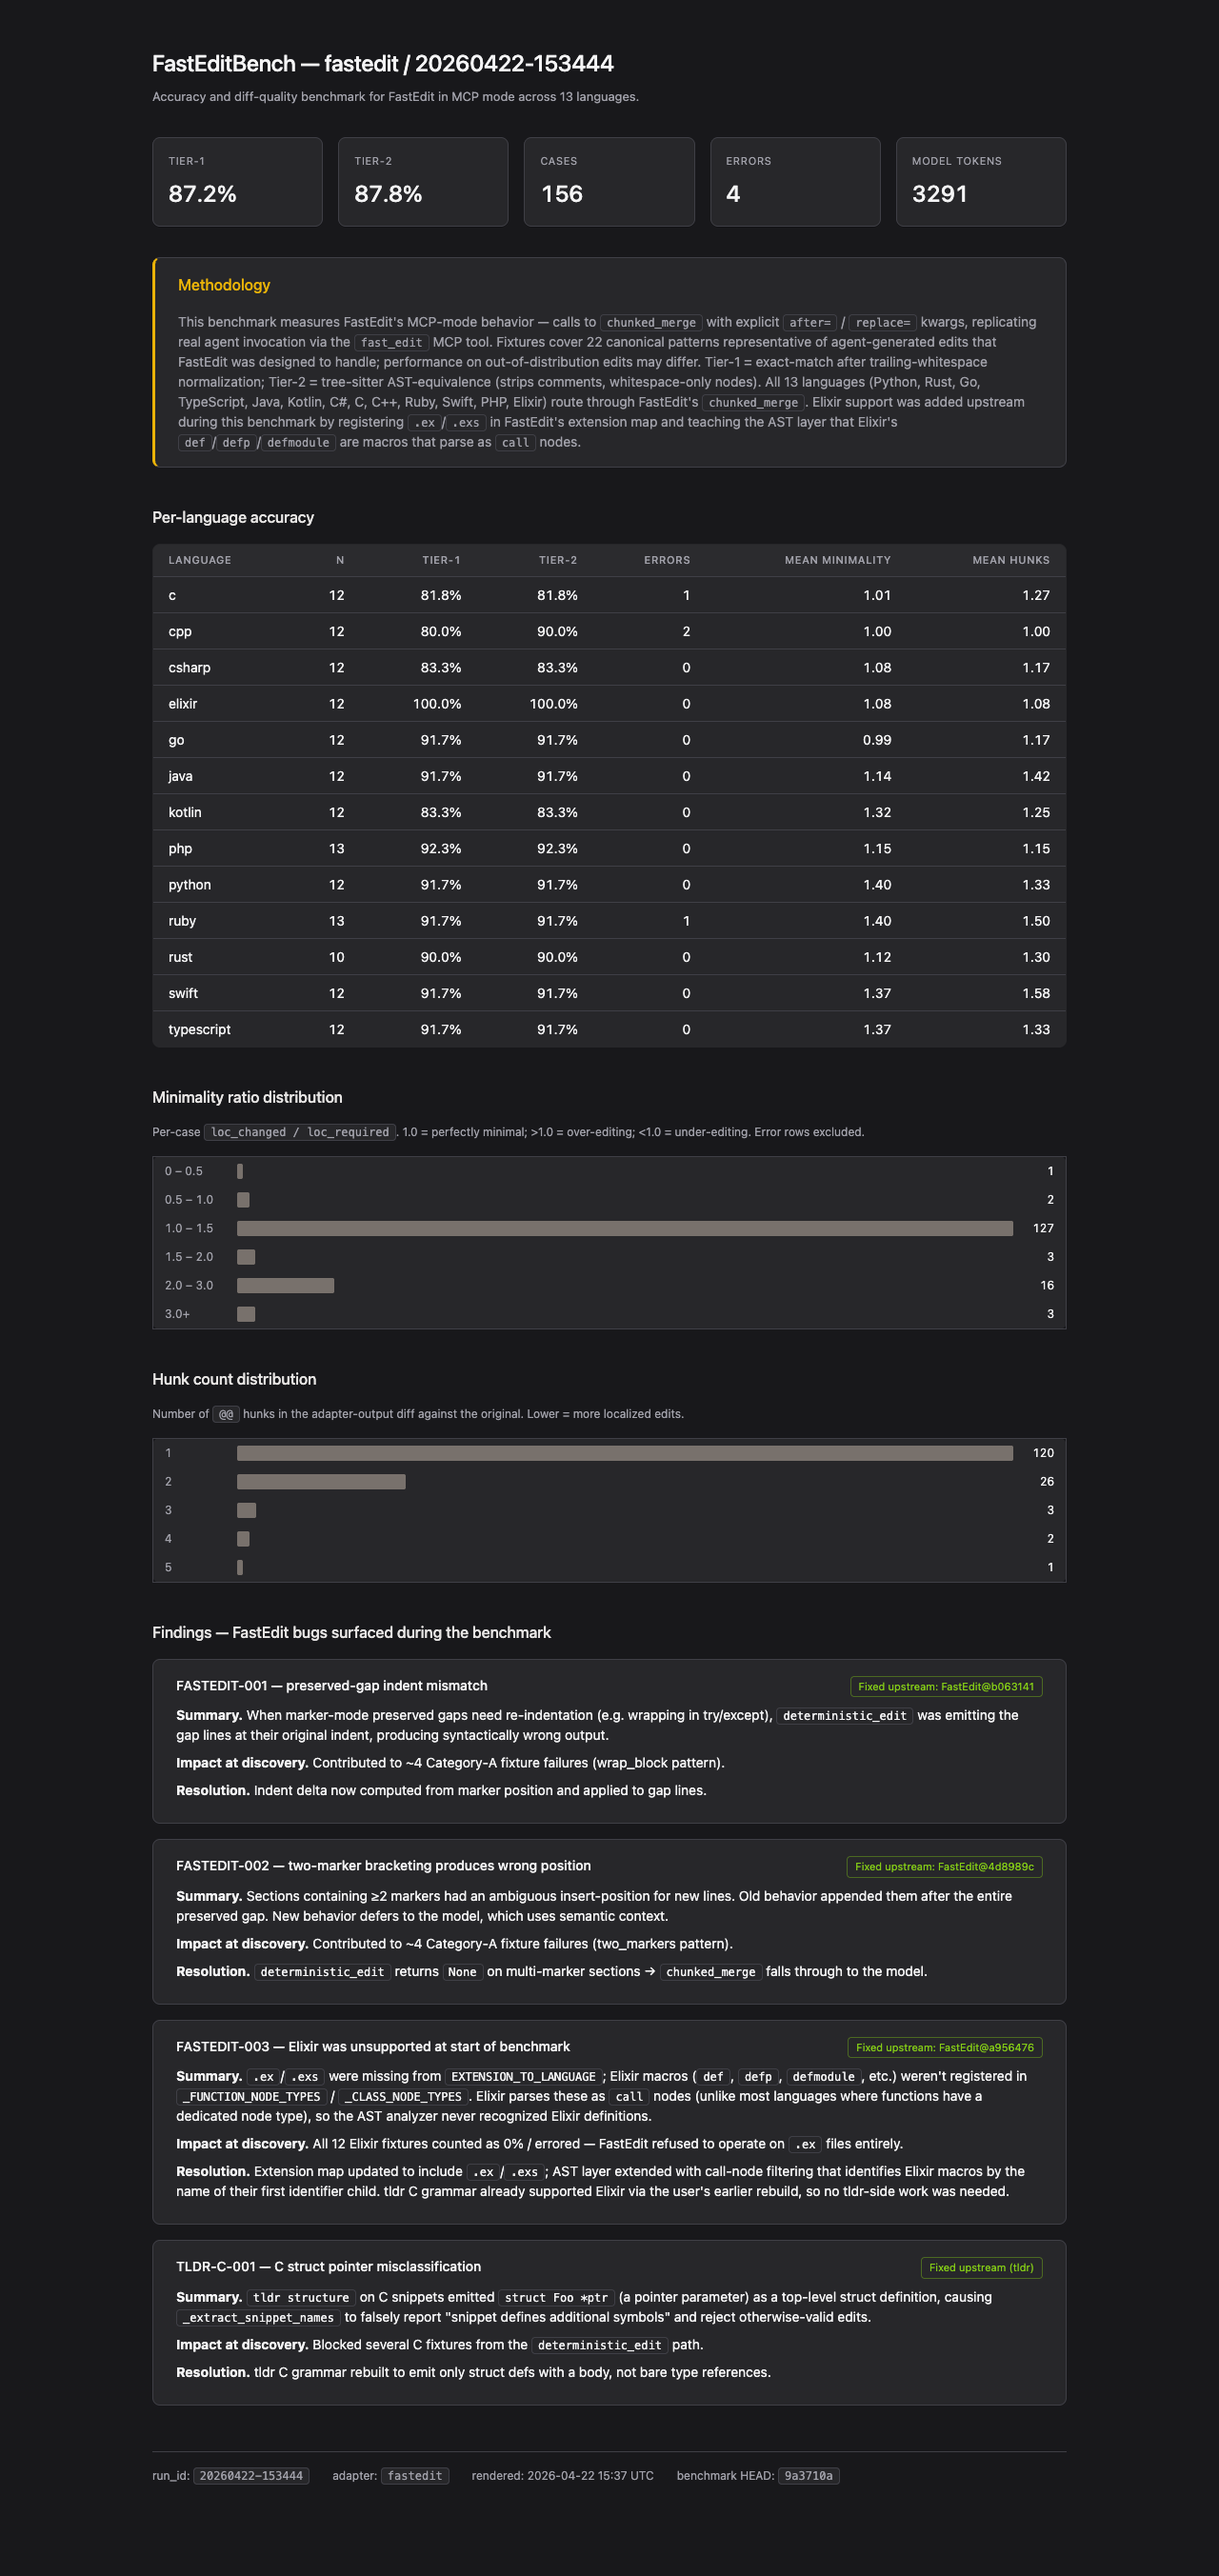 FastEditBench — fastedit / 20260422-153444
Accuracy and diff-quality benchmark for FastEdit in MCP mode across 13 languages.
TIER-1
87.2%
TIER-2
87.8%
CASES
156
ERRORS
4
MODEL TOKENS
3291
Methodology
This benchmark measures FastEdit's MCP-mode behavior — calls to chunked_merge with explicit after= / replace= kwargs, replicating
real agent invocation via the fast_edit MCP tool. Fixtures cover 22 canonical patterns representative of agent-generated edits that
FastEdit was designed to handle; performance on out-of-distribution edits may differ. Tier-1 = exact-match after trailing-whitespace
normalization; Tier-2 = tree-sitter AST-equivalence (strips comments, whitespace-only nodes). All 13 languages (Python, Rust, Go,
TypeScript, Java, Kotlin, C#, C, C++, Ruby, Swift, PHP, Elixir) route through FastEdit's chunked_merge. Elixir support was added upstream
during this benchmark by registering .ex/.exs in FastEdit's extension map and teaching the AST layer that Elixir's
def/defp/defmodule are macros that parse as call nodes.
Per-language accuracy
LANGUAGE N TIER-1 TIER-2 ERRORS MEAN MINIMALITY MEAN HUNKS
c 12 81.8% 81.8% 1 1.01 1.27
cpp 12 80.0% 90.0% 2 1.00 1.00
csharp 12 83.3% 83.3% 0 1.08 1.17
elixir 12 100.0% 100.0% 0 1.08 1.08
go 12 91.7% 91.7% 0 0.99 1.17
java 12 91.7% 91.7% 0 1.14 1.42
kotlin 12 83.3% 83.3% 0 1.32 1.25
php 13 92.3% 92.3% 0 1.15 1.15
python 12 91.7% 91.7% 0 1.40 1.33
ruby 13 91.7% 91.7% 1 1.40 1.50
rust 10 90.0% 90.0% 0 1.12 1.30
swift 12 91.7% 91.7% 0 1.37 1.58
typescript 12 91.7% 91.7% 0 1.37 1.33
Minimality ratio distribution
Per-case loc_changed / loc_required. 1.0 = perfectly minimal; >1.0 = over-editing; <1.0 = under-editing. Error rows excluded.
0 – 0.5 1
0.5 – 1.0 2
1.0 – 1.5 127
1.5 – 2.0 3
2.0 – 3.0 16
3.0+ 3
Hunk count distribution
Number of @@ hunks in the adapter-output diff against the original. Lower = more localized edits.
1 120
2 26
3 3
4 2
5 1
Findings — FastEdit bugs surfaced during the benchmark
FASTEDIT-001 — preserved-gap indent mismatch
Fixed upstream: FastEdit@b063141
Summary. When marker-mode preserved gaps need re-indentation (e.g. wrapping in try/except), deterministic_edit was emitting the
gap lines at their original indent, producing syntactically wrong output.
Impact at discovery. Contributed to ~4 Category-A fixture failures (wrap_block pattern).
Resolution. Indent delta now computed from marker position and applied to gap lines.
FASTEDIT-002 — two-marker bracketing produces wrong position
Fixed upstream: FastEdit@4d8989c
Summary. Sections containing ≥2 markers had an ambiguous insert-position for new lines. Old behavior appended them after the entire
preserved gap. New behavior defers to the model, which uses semantic context.
Impact at discovery. Contributed to ~4 Category-A fixture failures (two_markers pattern).
Resolution. deterministic_edit returns None on multi-marker sections → chunked_merge falls through to the model.
FASTEDIT-003 — Elixir was unsupported at start of benchmark
Fixed upstream: FastEdit@a956476
Summary. .ex/.exs were missing from EXTENSION_TO_LANGUAGE; Elixir macros (def, defp, defmodule, etc.) weren't registered in
_FUNCTION_NODE_TYPES / _CLASS_NODE_TYPES. Elixir parses these as call nodes (unlike most languages where functions have a
dedicated node type), so the AST analyzer never recognized Elixir definitions.
Impact at discovery. All 12 Elixir fixtures counted as 0% / errored — FastEdit refused to operate on .ex files entirely.
Resolution. Extension map updated to include .ex/.exs; AST layer extended with call-node filtering that identifies Elixir macros by the
name of their first identifier child. tldr C grammar already supported Elixir via the user's earlier rebuild, so no tldr-side work was needed.
TLDR-C-001 — C struct pointer misclassification
Fixed upstream (tldr)
Summary. tldr structure on C snippets emitted struct Foo *ptr (a pointer parameter) as a top-level struct definition, causing
_extract_snippet_names to falsely report "snippet defines additional symbols" and reject otherwise-valid edits.
Impact at discovery. Blocked several C fixtures from the deterministic_edit path.
Resolution. tldr C grammar rebuilt to emit only struct defs with a body, not bare type references.
run_id: 20260422-153444 adapter: fastedit rendered: 2026-04-22 15:37 UTC benchmark HEAD: 9a3710a